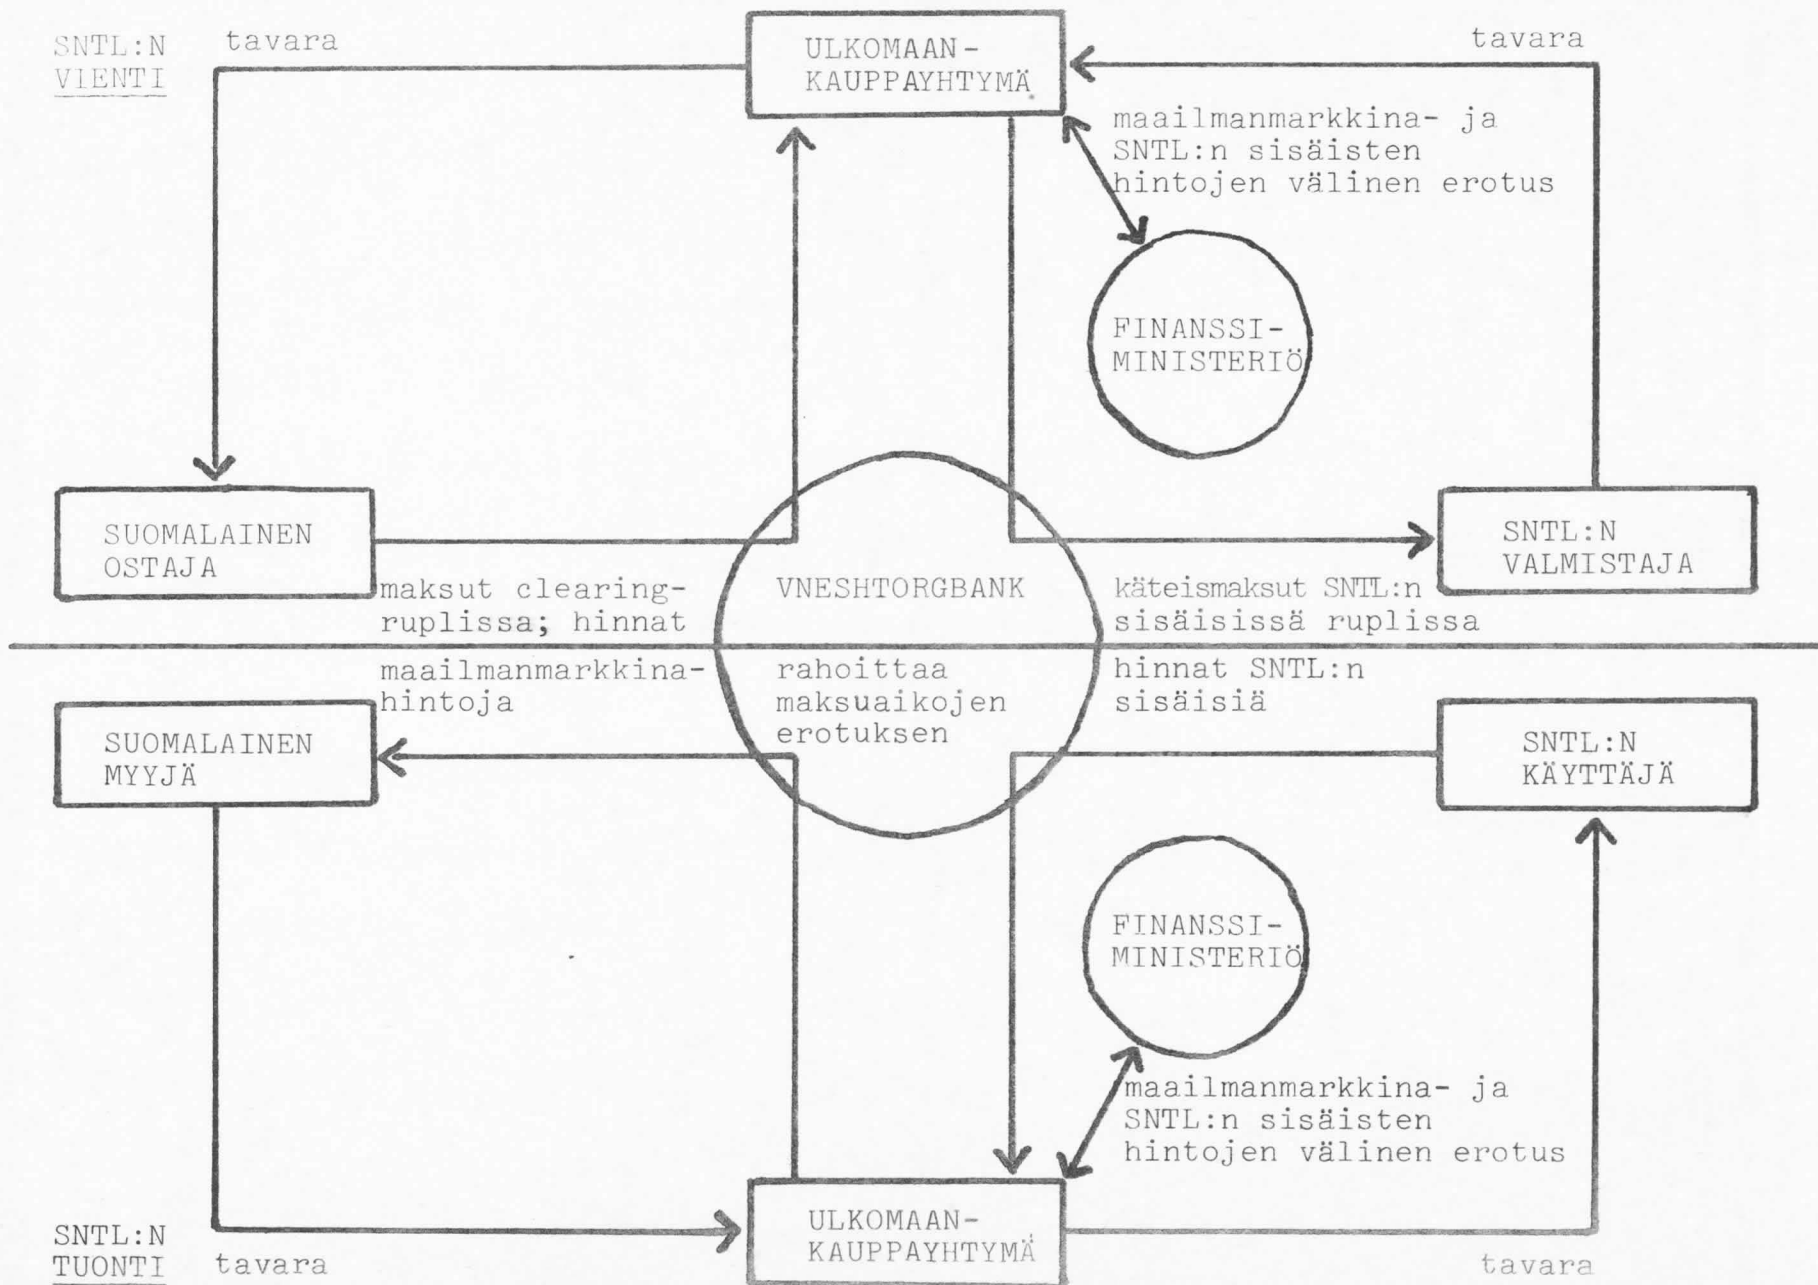 SNTL:N
VIENTI
tavara
ULKOMAAN-
KAUPPAYHTYMÄ
tavara
maailmanmarkkina- ja
SNTL:n sisäisten
hintojen välinen erotus
FINANSSI-
MINISTERIÖ
SUOMALAINEN
OSTAJA
maksut clearing-
ruplissa; hinnat
maailmanmarkkina-
hintoja
VNESHTORGBANK
rahoittaa
maksuaikojen
erotuksen
käteismaksut SNTL:n
sisäisissä ruplissa
hinnat SNTL:n
sisäisiä
SNTL:N
VALMISTAJA
SUOMALAINEN
MYYJÄ
SNTL:N
KÄYTTÄJÄ
FINANSSI-
MINISTERIÖ
maailmanmarkkina- ja
SNTL:n sisäisten
hintojen välinen erotus
SNTL:N
TUONTI
tavara
ULKOMAAN-
KAUPPAYHTYMÄ
tavara